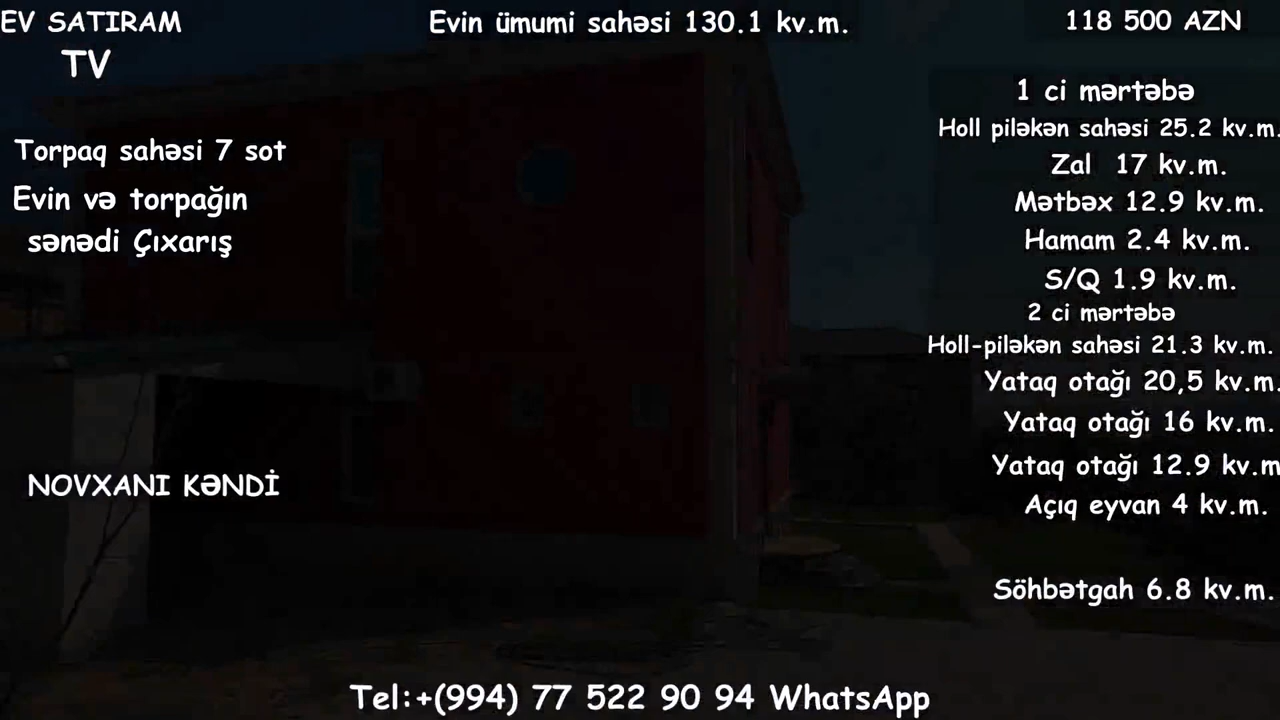 EV SATIRAM
TV
Evin ümumi sahəsi 130.1 kv.m.
118 500 AZN
Torpaq sahəsi 7 sot
Evin və torpağın
sənədi Çıxarış
NOVXANI KƏNDİ
1 ci mərtəbə
Holl piləkən sahəsi 25.2 kv.m.
Zal 17 kv.m.
Mətbəx 12.9 kv.m.
Hamam 2.4 kv.m.
S/Q 1.9 kv.m.
2 ci mərtəbə
Holl-piləkən sahəsi 21.3 kv.m.
Yataq otağı 20,5 kv.m.
Yataq otağı 16 kv.m.
Yataq otağı 12.9 kv.m
Açıq eyvan 4 kv.m.
Söhbətgah 6.8 kv.m.
Tel:+(994) 77 522 90 94 WhatsApp